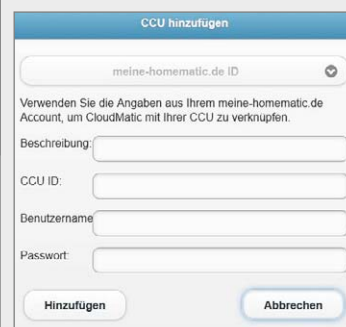 CCU hinzufügen
meine-homematic.de ID
Verwenden Sie die Angaben aus Ihrem meine-homematic.de
Account, um CloudMatic mit Ihrer CCU zu verknüpfen.
Beschreibung:
CCU ID:
Benutzername
Passwort:
Hinzufügen Abbrechen